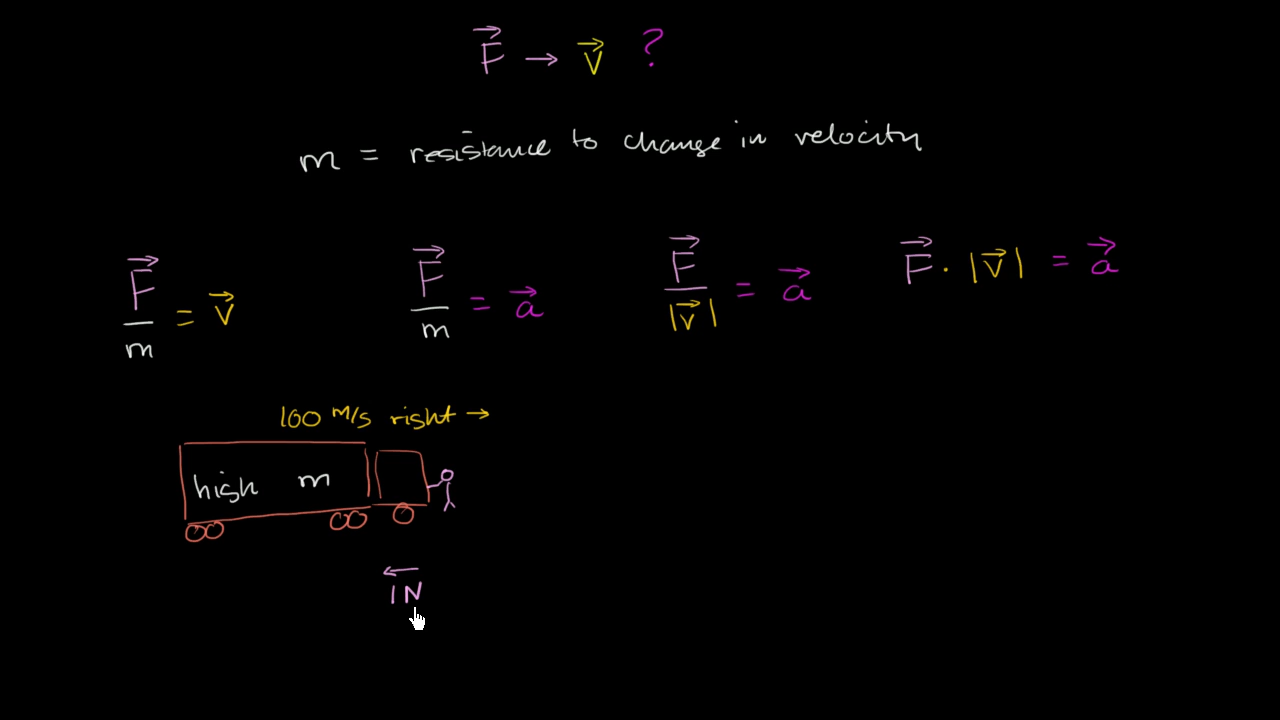 F → v ?
m = resistance to change in velocity
F/m = v
F/m = a
F/|v| = a
F · |v| = a
100 m/s right →
high m
←
1N